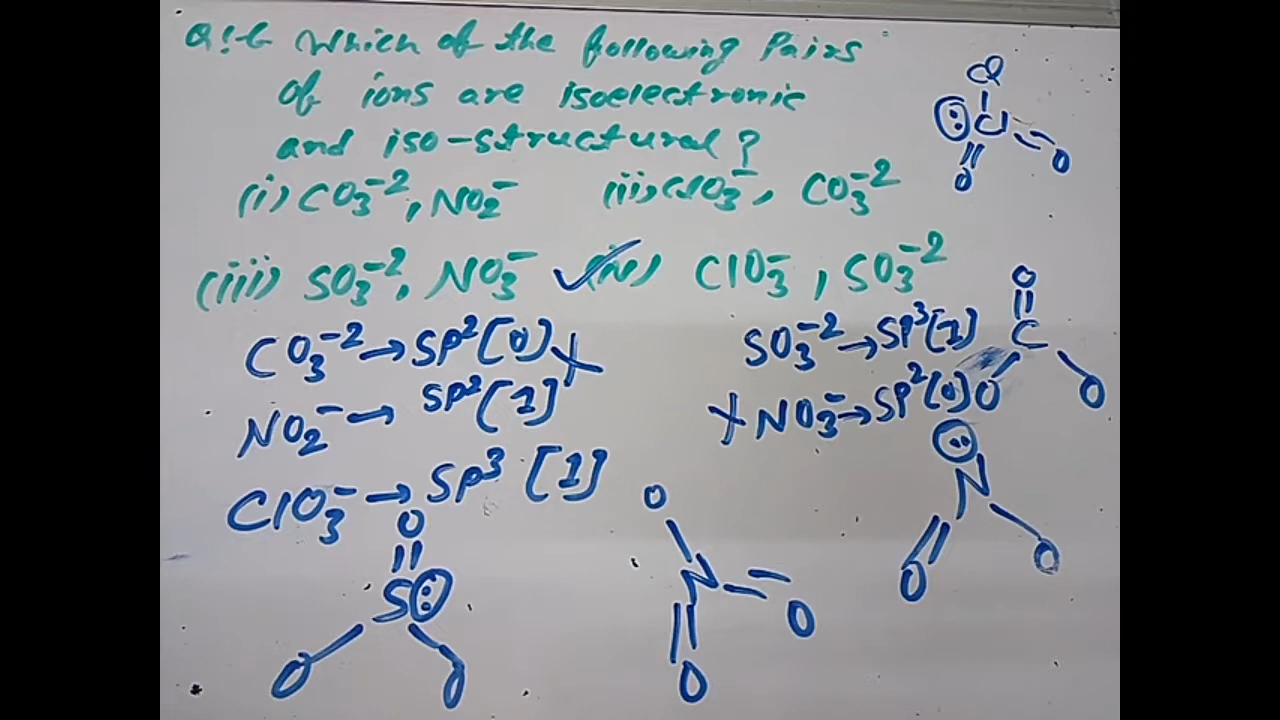 Q:6 Which of the following Pairs
of ions are isoelectronic
and iso-structural?
(i) CO₃⁻², NO₂⁻ (ii) ClO₃⁻, CO₃⁻²
(iii) SO₃⁻², NO₃⁻ ✓(iv) ClO₃⁻, SO₃⁻²
CO₃⁻² → SP² [0] ×
NO₂⁻ → SP² [1]
ClO₃⁻ → SP³ [1]
SO₃⁻² → SP³ [1]
× NO₃⁻ → SP² [0]
Cl
Cl O
O
O
C
O O
N
O O
O
S
O O
O
N O
O